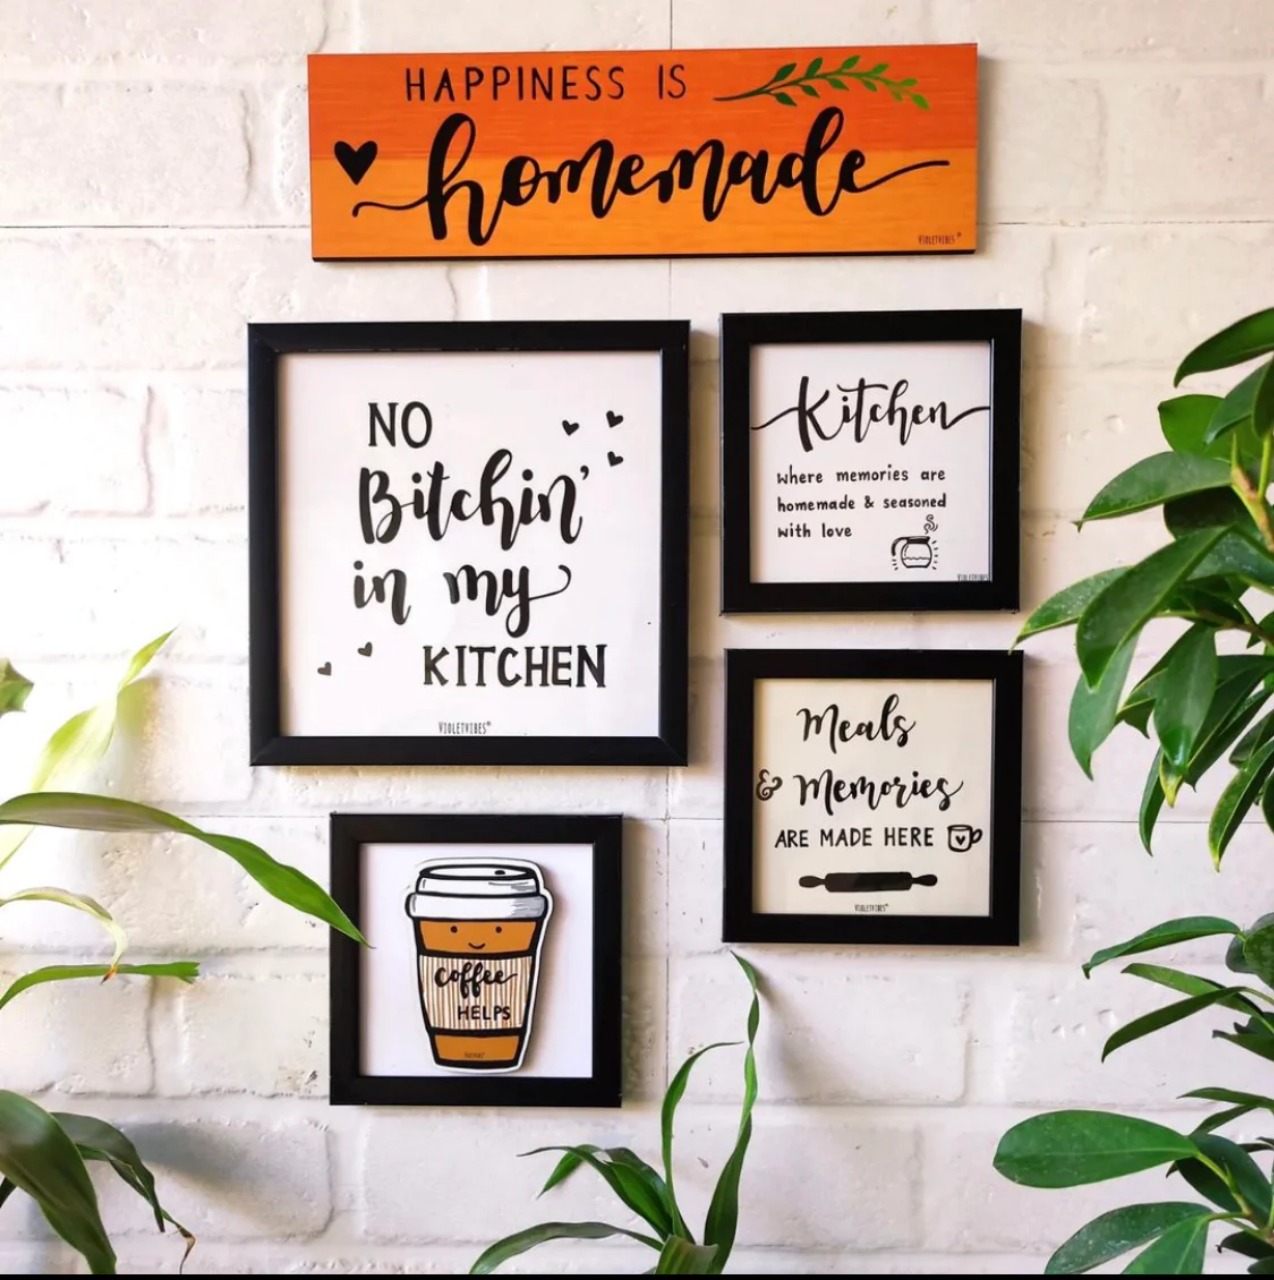 HAPPINESS IS
homemade
VIOLETVIBES®
NO
Bitchin'
in my
KITCHEN
VIOLETVIBES®
Kitchen
where memories are
homemade & seasoned
with love
VIOLETVIBES
Meals
& Memories
ARE MADE HERE
VIOLETVIBES®
coffee
HELPS